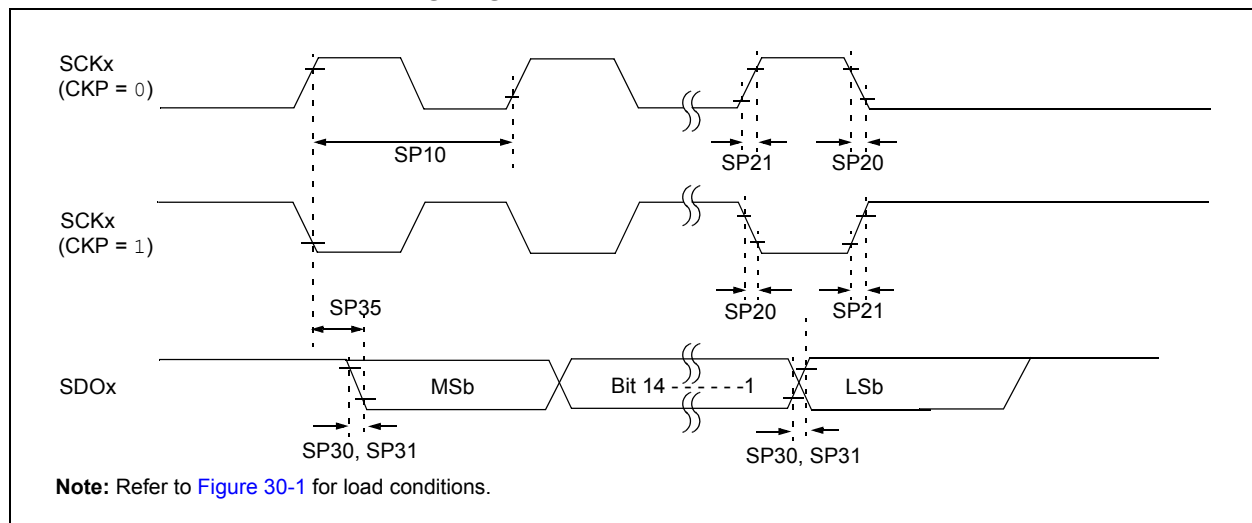 SCKx
(CKP = 0)
SP10
SP21
SP20
SCKx
(CKP = 1)
SP35
SP20
SP21
SDOx
MSb
Bit 14 - - - - - -1
LSb
SP30, SP31
SP30, SP31
Note: Refer to Figure 30-1 for load conditions.